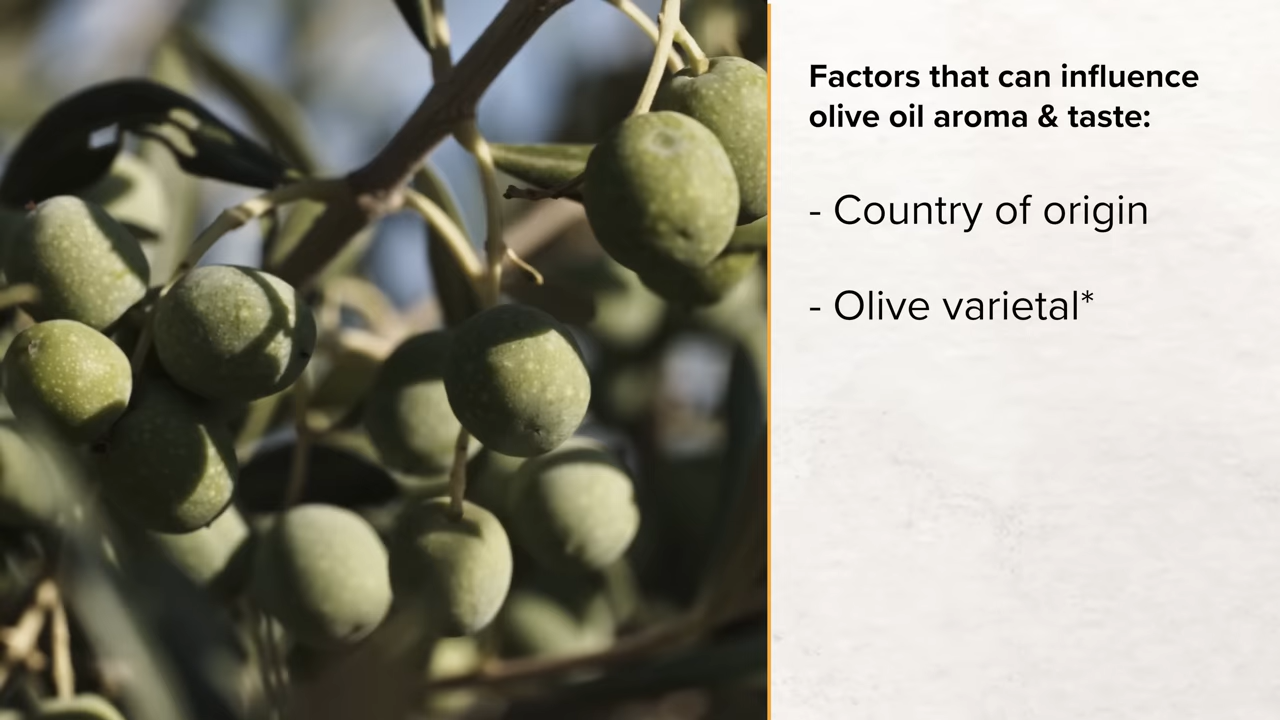 Factors that can influence
olive oil aroma & taste:
- Country of origin
- Olive varietal*